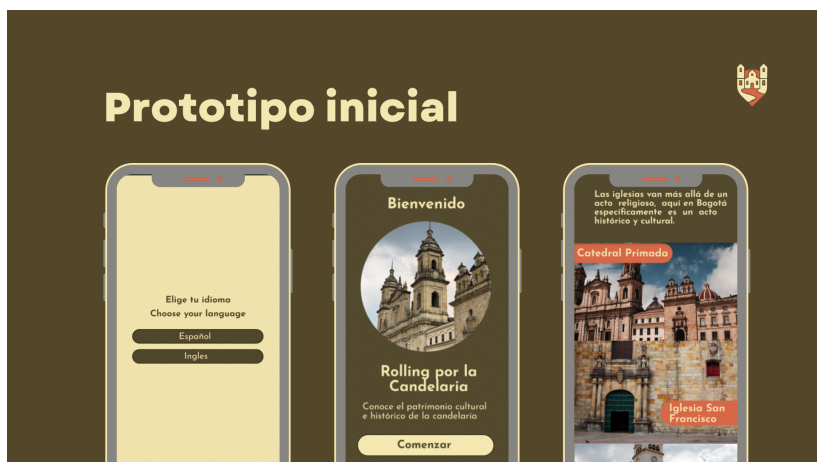 Prototipo inicial
Elige tu idioma
Choose your language
Español
Ingles
Bienvenido
Rolling por la
Candelaria
Conoce el patrimonio cultural
e histórico de la candelaria
Comenzar
Las iglesias van más allá de un
acto religioso, aquí en Bogotá
específicamente es un acto
histórico y cultural.
Catedral Primada
Iglesia San
Francisco